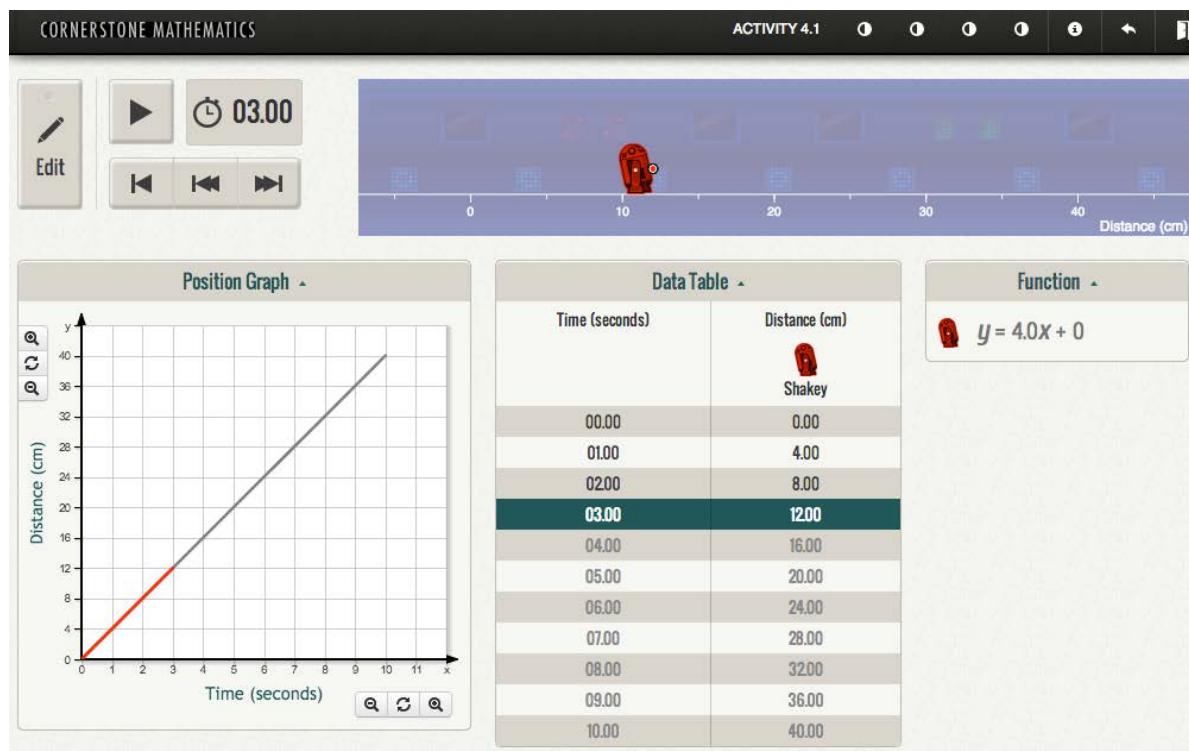 CORNERSTONE MATHEMATICS
ACTIVITY 4.1
Edit
03.00
0 10 20 30 40
Distance (cm)
Position Graph
y
40
36
32
28
24
20
16
12
8
4
0
Distance (cm)
0 1 2 3 4 5 6 7 8 9 10 11 x
Time (seconds)
Data Table
Time (seconds) Distance (cm)
Shakey
00.00 0.00
01.00 4.00
02.00 8.00
03.00 12.00
04.00 16.00
05.00 20.00
06.00 24.00
07.00 28.00
08.00 32.00
09.00 36.00
10.00 40.00
Function
y = 4.0x + 0